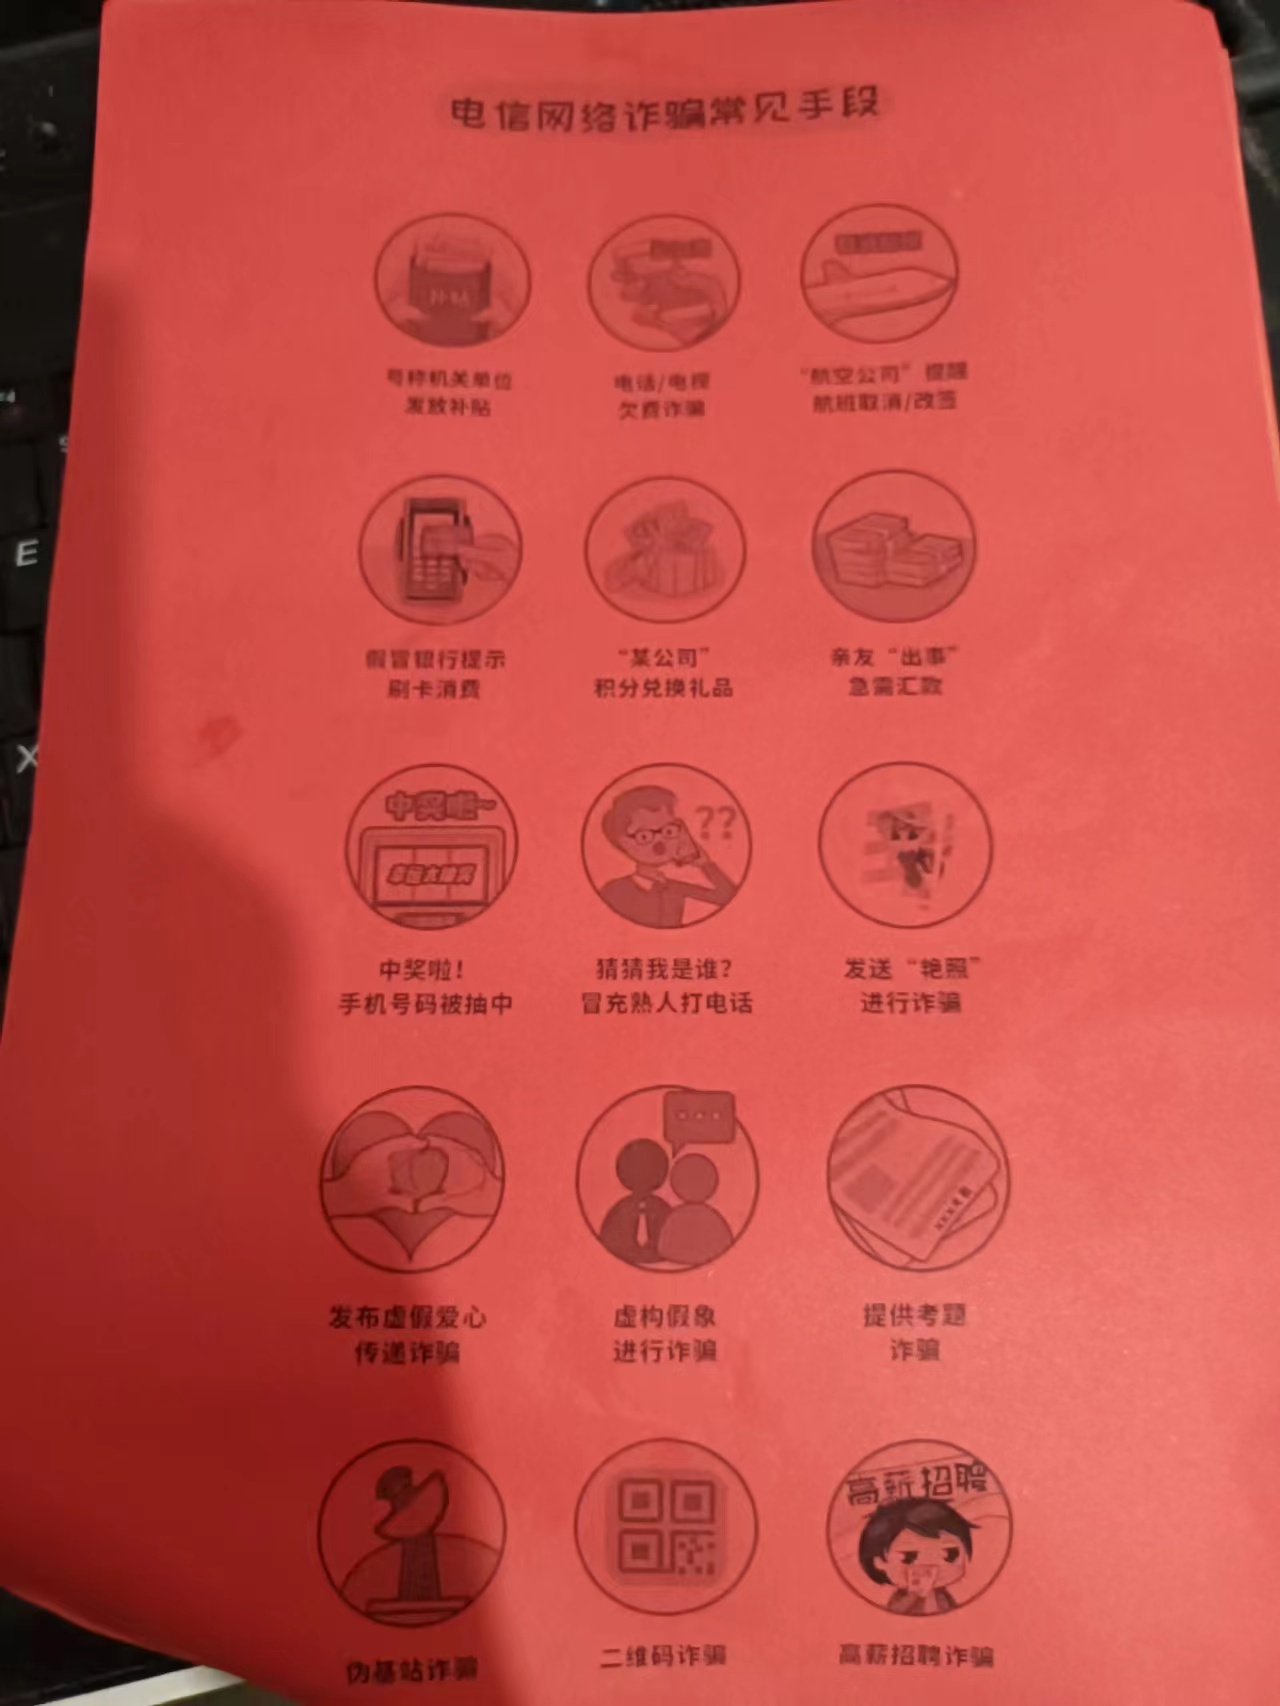 电信网络诈骗常见手段
补贴
号称机关单位
发放补贴
电话/电视
欠费诈骗
“航空公司”提醒
航班取消/改签
假冒银行提示
刷卡消费
“某公司”
积分兑换礼品
亲友“出事”
急需汇款
中奖啦~
幸运大抽奖
中奖啦！
手机号码被抽中
??
猜猜我是谁？
冒充熟人打电话
发送“艳照”
进行诈骗
发布虚假爱心
传递诈骗
虚构假象
进行诈骗
提供考题
诈骗
伪基站诈骗
二维码诈骗
高薪招聘
高薪招聘诈骗
E
X